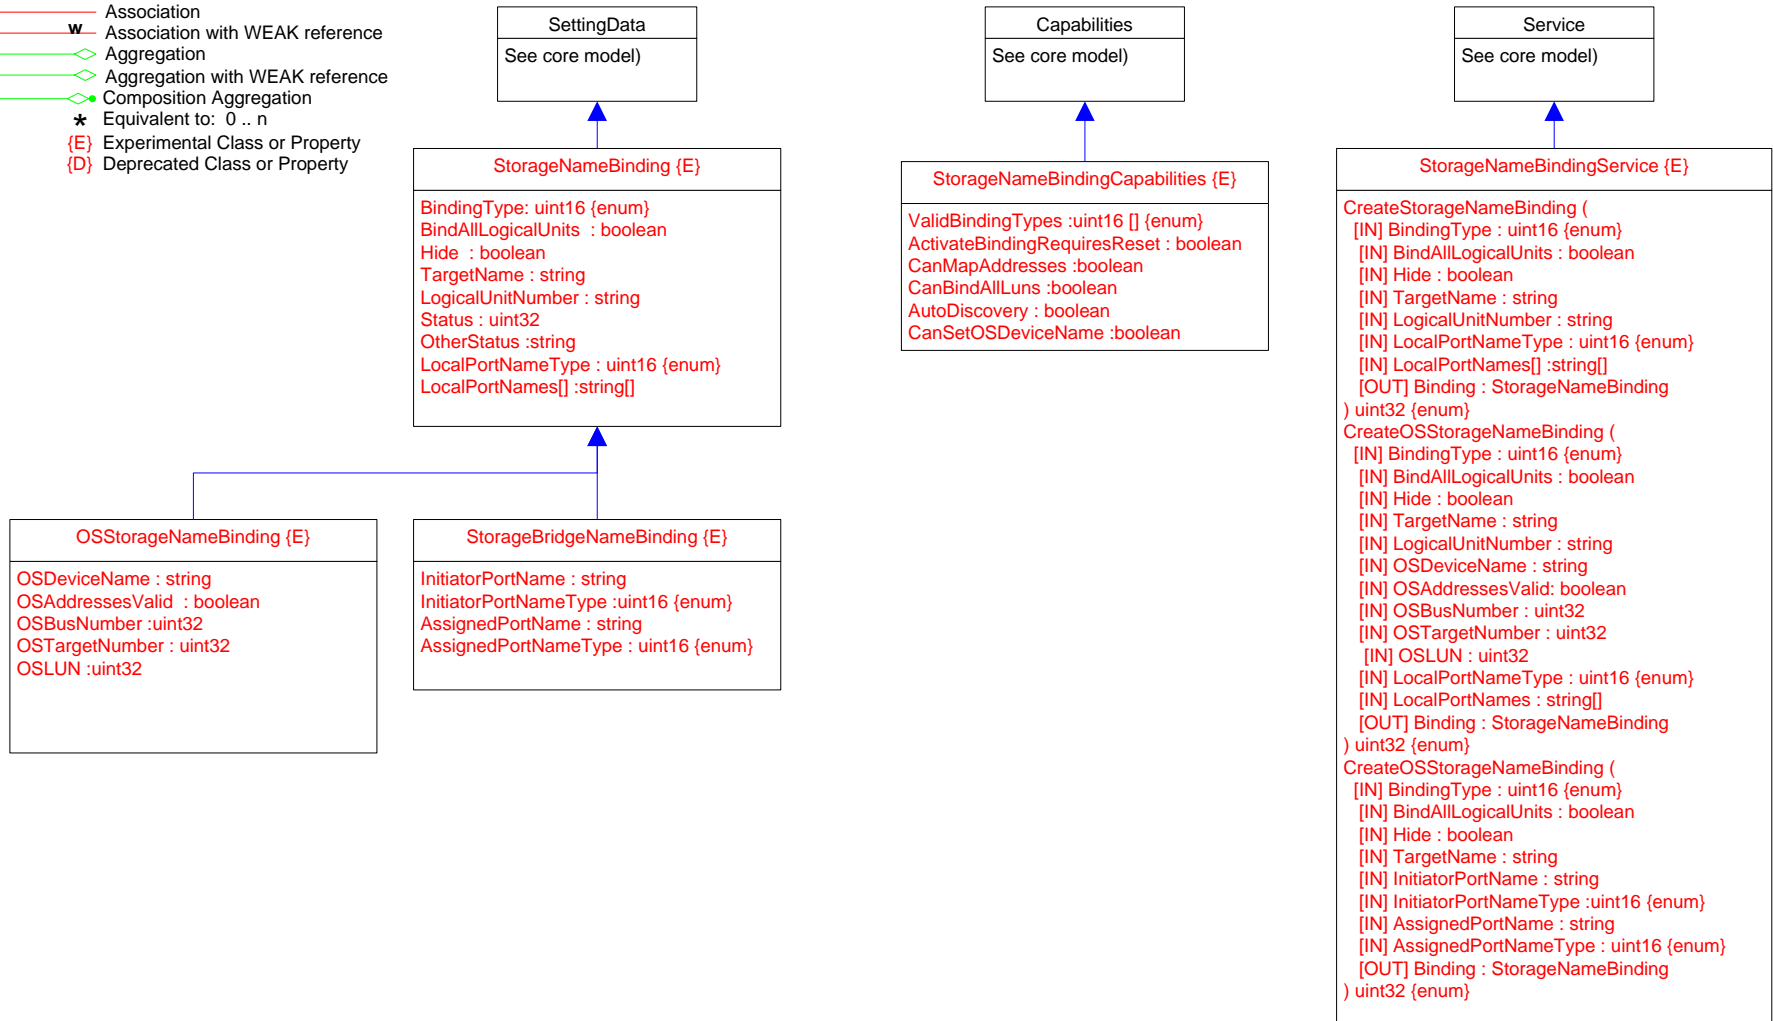 Association
w
Association with WEAK reference
Aggregation
Aggregation with WEAK reference
Composition Aggregation
* Equivalent to: 0 .. n
{E} Experimental Class or Property
{D} Deprecated Class or Property
SettingData
See core model)
StorageNameBinding {E}
BindingType: uint16 {enum}
BindAllLogicalUnits : boolean
Hide : boolean
TargetName : string
LogicalUnitNumber : string
Status : uint32
OtherStatus :string
LocalPortNameType : uint16 {enum}
LocalPortNames[] :string[]
OSStorageNameBinding {E}
OSDeviceName : string
OSAddressesValid : boolean
OSBusNumber :uint32
OSTargetNumber : uint32
OSLUN :uint32
StorageBridgeNameBinding {E}
InitiatorPortName : string
InitiatorPortNameType :uint16 {enum}
AssignedPortName : string
AssignedPortNameType : uint16 {enum}
Capabilities
See core model)
StorageNameBindingCapabilities {E}
ValidBindingTypes :uint16 [] {enum}
ActivateBindingRequiresReset : boolean
CanMapAddresses :boolean
CanBindAllLuns :boolean
AutoDiscovery : boolean
CanSetOSDeviceName :boolean
Service
See core model)
StorageNameBindingService {E}
CreateStorageNameBinding (
[IN] BindingType : uint16 {enum}
[IN] BindAllLogicalUnits : boolean
[IN] Hide : boolean
[IN] TargetName : string
[IN] LogicalUnitNumber : string
[IN] LocalPortNameType : uint16 {enum}
[IN] LocalPortNames[] :string[]
[OUT] Binding : StorageNameBinding
) uint32 {enum}
CreateOSStorageNameBinding (
[IN] BindingType : uint16 {enum}
[IN] BindAllLogicalUnits : boolean
[IN] Hide : boolean
[IN] TargetName : string
[IN] LogicalUnitNumber : string
[IN] OSDeviceName : string
[IN] OSAddressesValid: boolean
[IN] OSBusNumber : uint32
[IN] OSTargetNumber : uint32
[IN] OSLUN : uint32
[IN] LocalPortNameType : uint16 {enum}
[IN] LocalPortNames : string[]
[OUT] Binding : StorageNameBinding
) uint32 {enum}
CreateOSStorageNameBinding (
[IN] BindingType : uint16 {enum}
[IN] BindAllLogicalUnits : boolean
[IN] Hide : boolean
[IN] TargetName : string
[IN] InitiatorPortName : string
[IN] InitiatorPortNameType :uint16 {enum}
[IN] AssignedPortName : string
[IN] AssignedPortNameType : uint16 {enum}
[OUT] Binding : StorageNameBinding
) uint32 {enum}